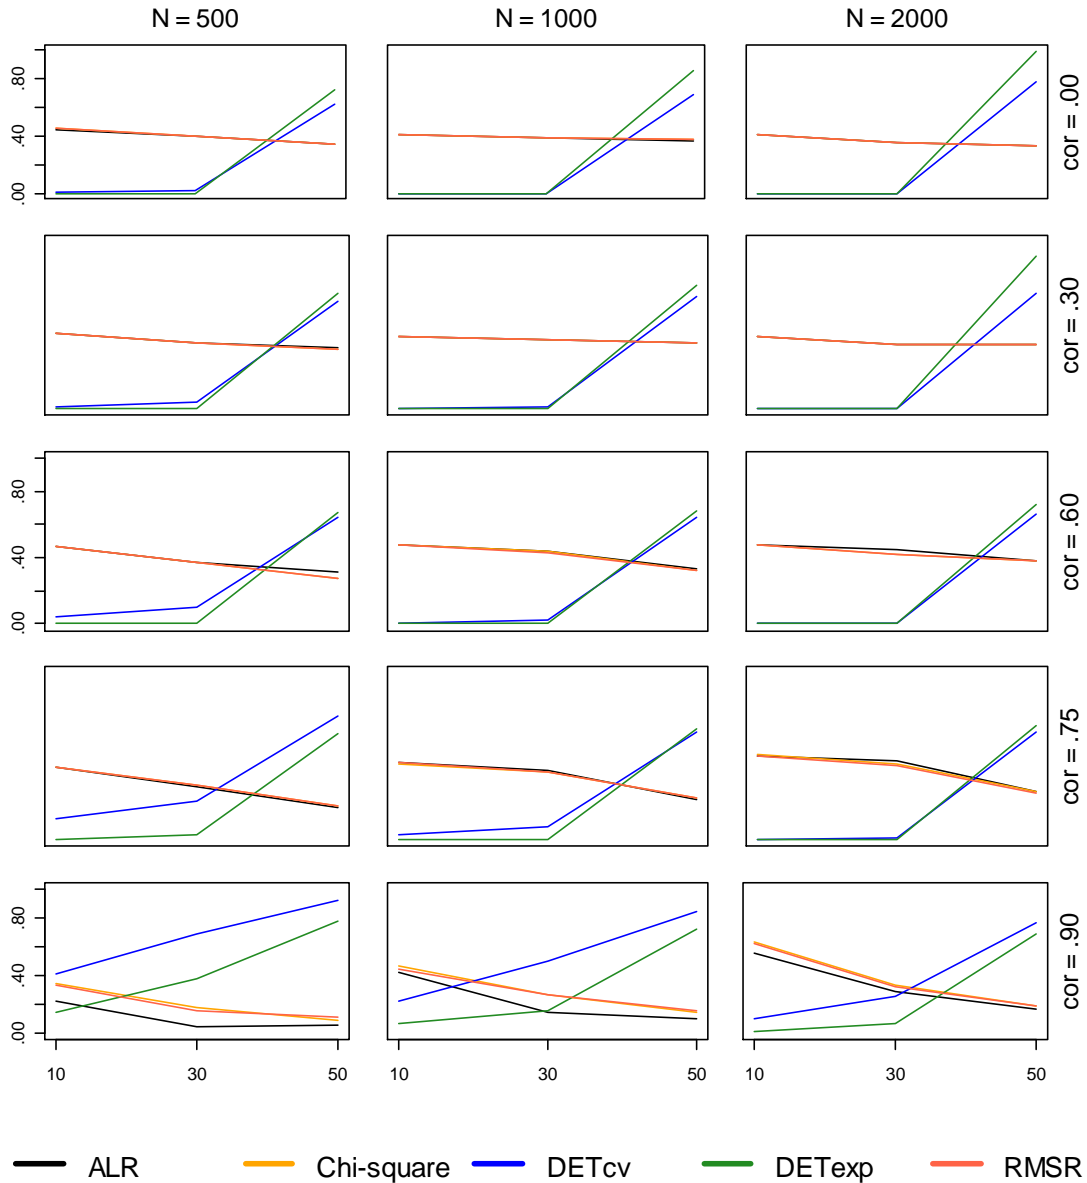 N = 500 N = 1000 N = 2000
.80
.40
.00
cor = .00
cor = .30
.80
.40
.00
cor = .60
cor = .75
.80
.40
.00
cor = .90
10 30 50 10 30 50 10 30 50
ALR Chi-square DETcv DETexp RMSR